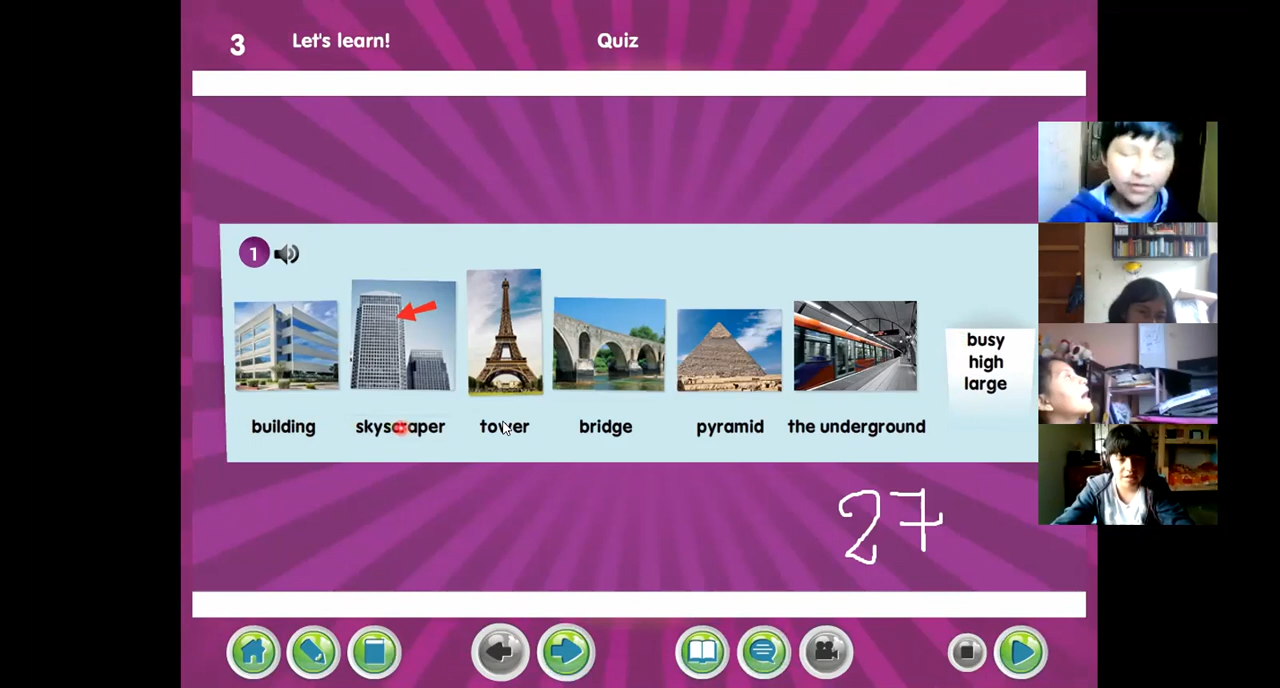 3 Let's learn! Quiz
1
building skyscraper tower bridge pyramid the underground
busy
high
large
27